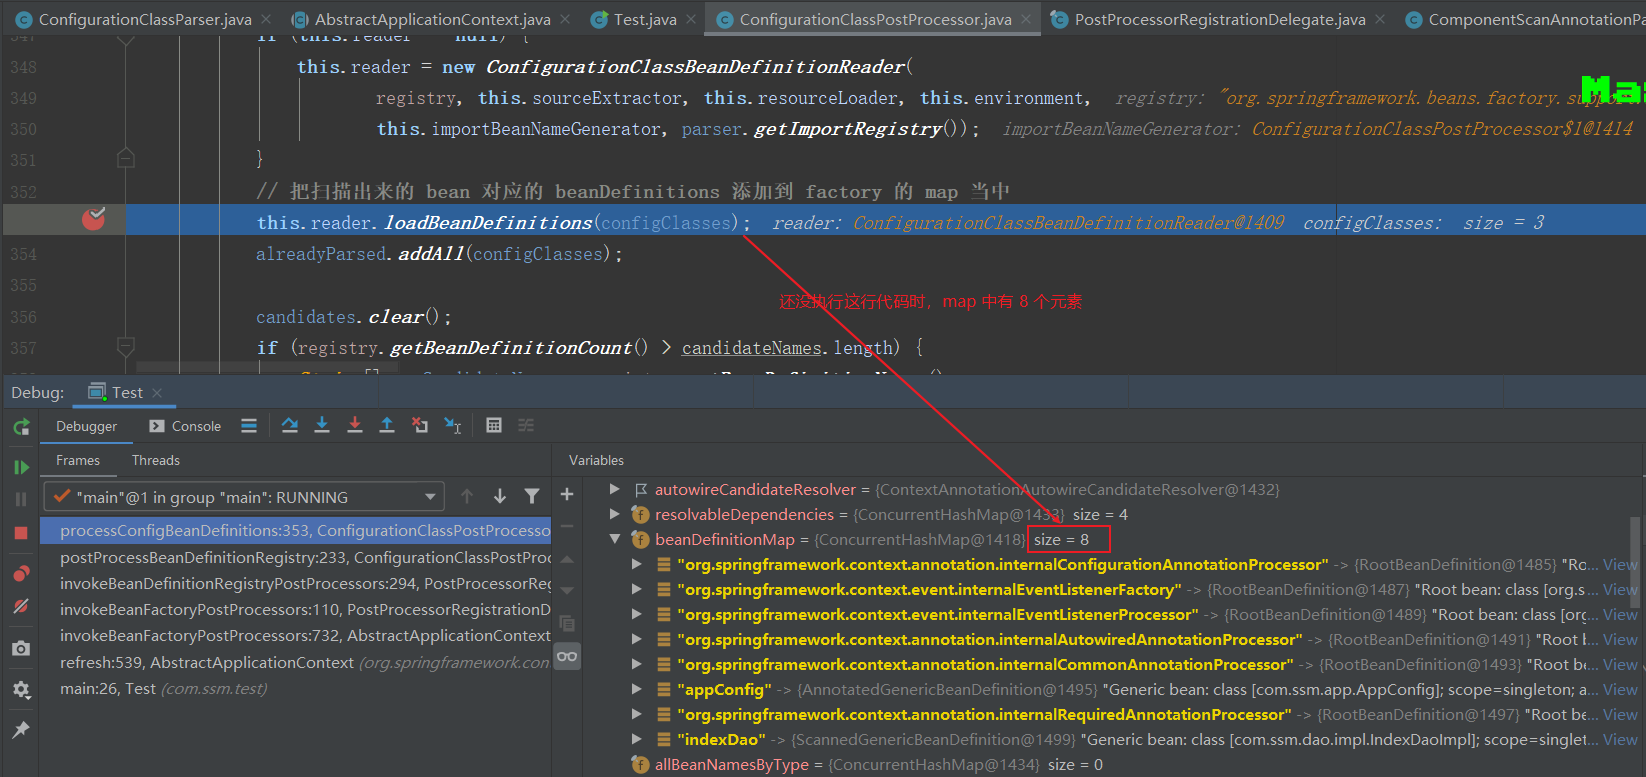 ConfigurationClassParser.java × AbstractApplicationContext.java × Test.java × ConfigurationClassPostProcessor.java × PostProcessorRegistrationDelegate.java × ComponentScanAnnotationPa
347 if (this.reader null) {
348 this.reader = new ConfigurationClassBeanDefinitionReader(
349 registry, this.sourceExtractor, this.resourceLoader, this.environment, registry: "org.springframework.beans.factory.suppor
Mas
350 this.importBeanNameGenerator, parser.getImportRegistry()); importBeanNameGenerator: ConfigurationClassPostProcessor$1@1414
351 }
352 // 把扫描出来的 bean 对应的 beanDefinitions 添加到 factory 的 map 当中
this.reader.loadBeanDefinitions(configClasses); reader: ConfigurationClassBeanDefinitionReader@1409 configClasses: size = 3
354 alreadyParsed.addAll(configClasses);
355
还没执行这行代码时，map 中有 8 个元素
356 candidates.clear();
357 if (registry.getBeanDefinitionCount() > candidateNames.length) {
Debug: Test ×
Debugger Console
Frames Threads Variables
"main"@1 in group "main": RUNNING
processConfigBeanDefinitions:353, ConfigurationClassPostProcesso
postProcessBeanDefinitionRegistry:233, ConfigurationClassPostProc
invokeBeanDefinitionRegistryPostProcessors:294, PostProcessorReg
invokeBeanFactoryPostProcessors:110, PostProcessorRegistrationD
invokeBeanFactoryPostProcessors:732, AbstractApplicationContext
refresh:539, AbstractApplicationContext (org.springframework.con
main:26, Test (com.ssm.test)
autowireCandidateResolver = {ContextAnnotationAutowireCandidateResolver@1432}
resolvableDependencies = {ConcurrentHashMap@1433} size = 4
beanDefinitionMap = {ConcurrentHashMap@1418} size = 8
"org.springframework.context.annotation.internalConfigurationAnnotationProcessor" -> {RootBeanDefinition@1485} "Ro... View
"org.springframework.context.event.internalEventListenerFactory" -> {RootBeanDefinition@1487} "Root bean: class [org.s... View
"org.springframework.context.event.internalEventListenerProcessor" -> {RootBeanDefinition@1489} "Root bean: class [org... View
"org.springframework.context.annotation.internalAutowiredAnnotationProcessor" -> {RootBeanDefinition@1491} "Root b... View
"org.springframework.context.annotation.internalCommonAnnotationProcessor" -> {RootBeanDefinition@1493} "Root be... View
"appConfig" -> {AnnotatedGenericBeanDefinition@1495} "Generic bean: class [com.ssm.app.AppConfig]; scope=singleton; a... View
"org.springframework.context.annotation.internalRequiredAnnotationProcessor" -> {RootBeanDefinition@1497} "Root be... View
"indexDao" -> {ScannedGenericBeanDefinition@1499} "Generic bean: class [com.ssm.dao.impl.IndexDaoImpl]; scope=singlet... View
allBeanNamesByType = {ConcurrentHashMap@1434} size = 0